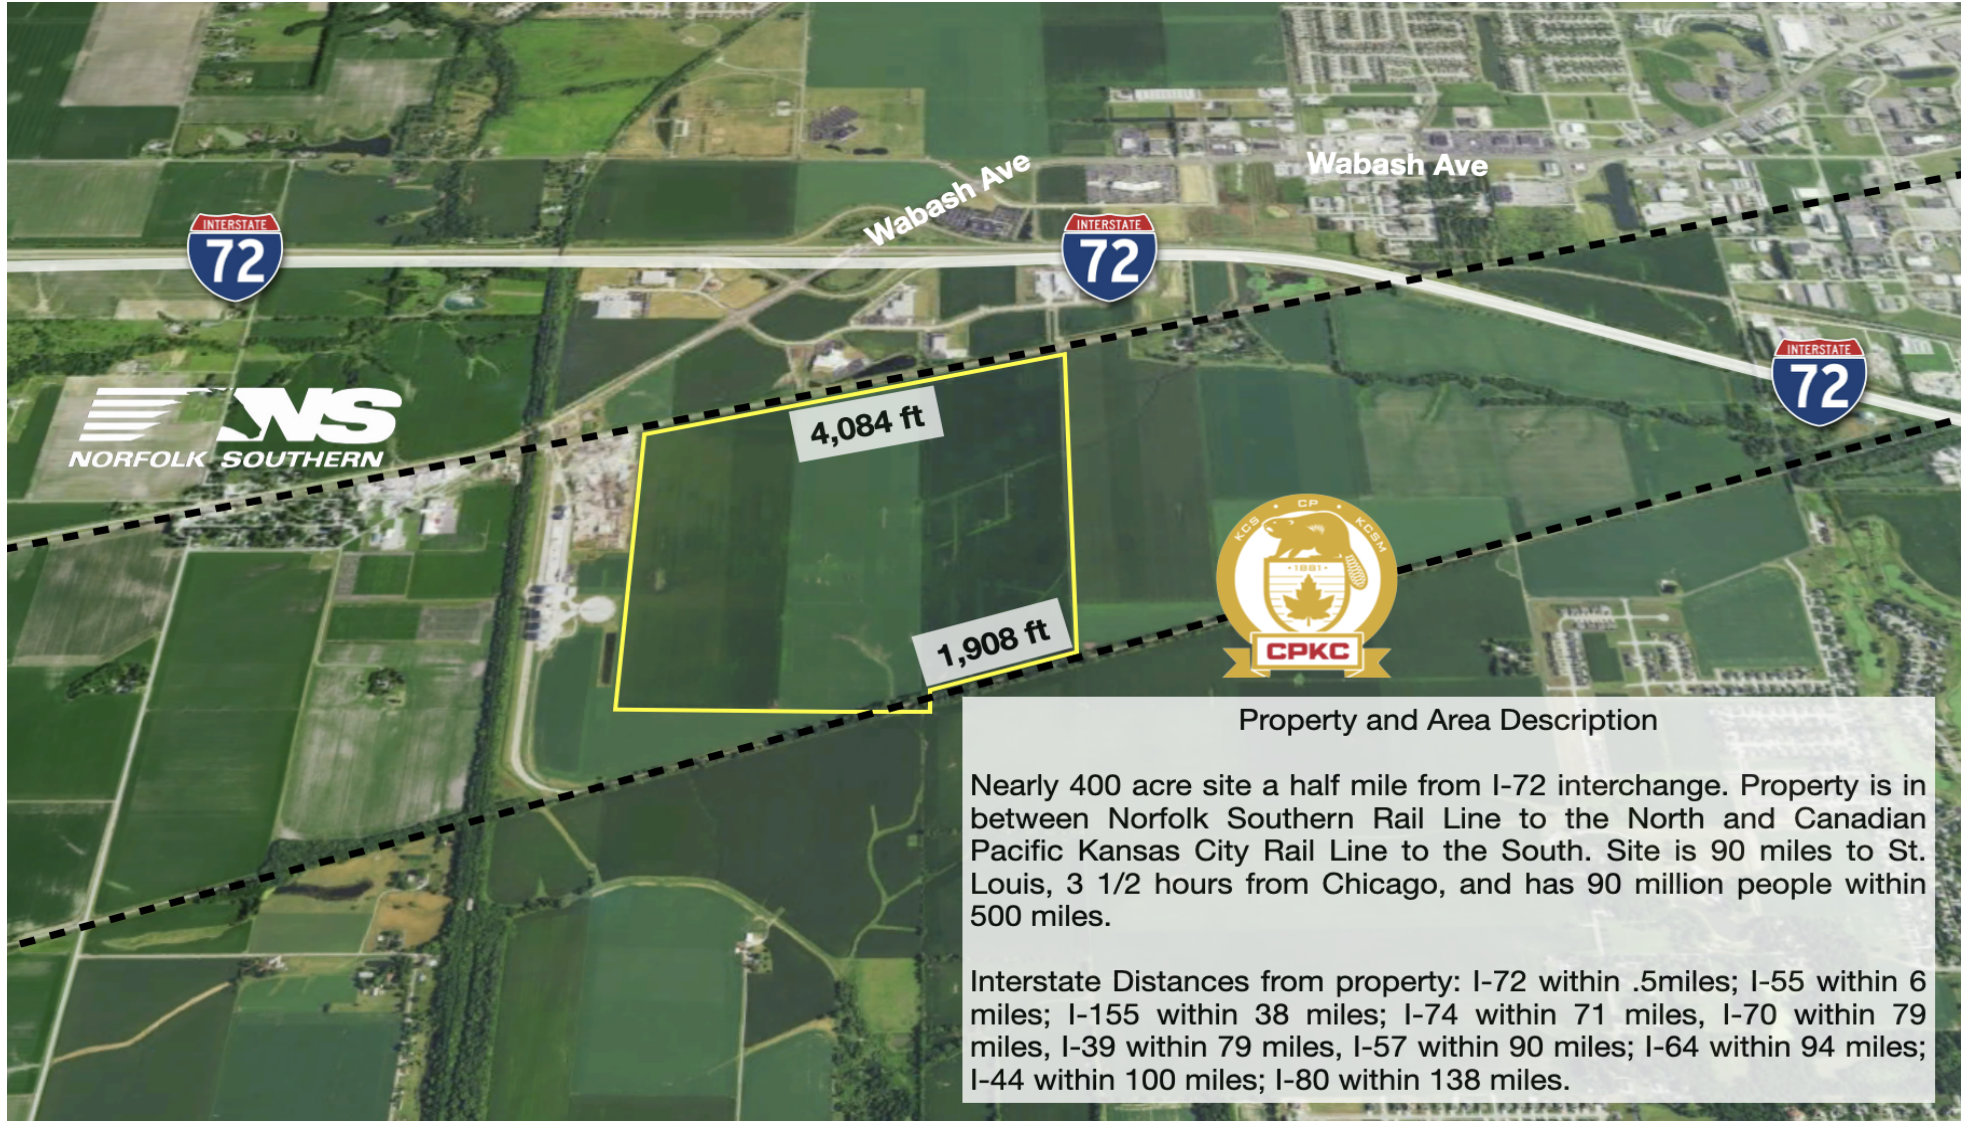 Wabash Ave
Wabash Ave
INTERSTATE
72
INTERSTATE
72
INTERSTATE
72
NS
NORFOLK SOUTHERN
4,084 ft
1,908 ft
KCS • CP • KCSM
•1881•
CPKC
Property and Area Description
Nearly 400 acre site a half mile from I-72 interchange. Property is in
between Norfolk Southern Rail Line to the North and Canadian
Pacific Kansas City Rail Line to the South. Site is 90 miles to St.
Louis, 3 1/2 hours from Chicago, and has 90 million people within
500 miles.
Interstate Distances from property: I-72 within .5miles; I-55 within 6
miles; I-155 within 38 miles; I-74 within 71 miles, I-70 within 79
miles, I-39 within 79 miles, I-57 within 90 miles; I-64 within 94 miles;
I-44 within 100 miles; I-80 within 138 miles.